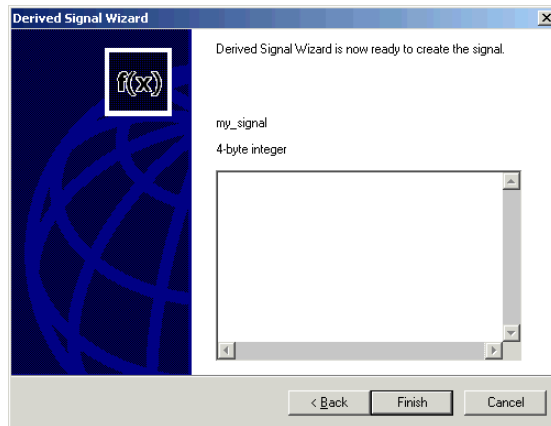 Derived Signal Wizard
f(x)
Derived Signal Wizard is now ready to create the signal.
my_signal
4-byte integer
< Back
Finish
Cancel